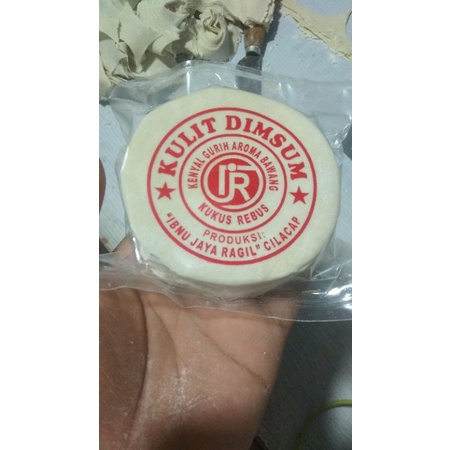 KULIT DIMSUM
KENYAL GURIH AROMA BAWANG
IJR
KUKUS REBUS
PRODUKSI:
"IBNU JAYA RAGIL" CILACAP